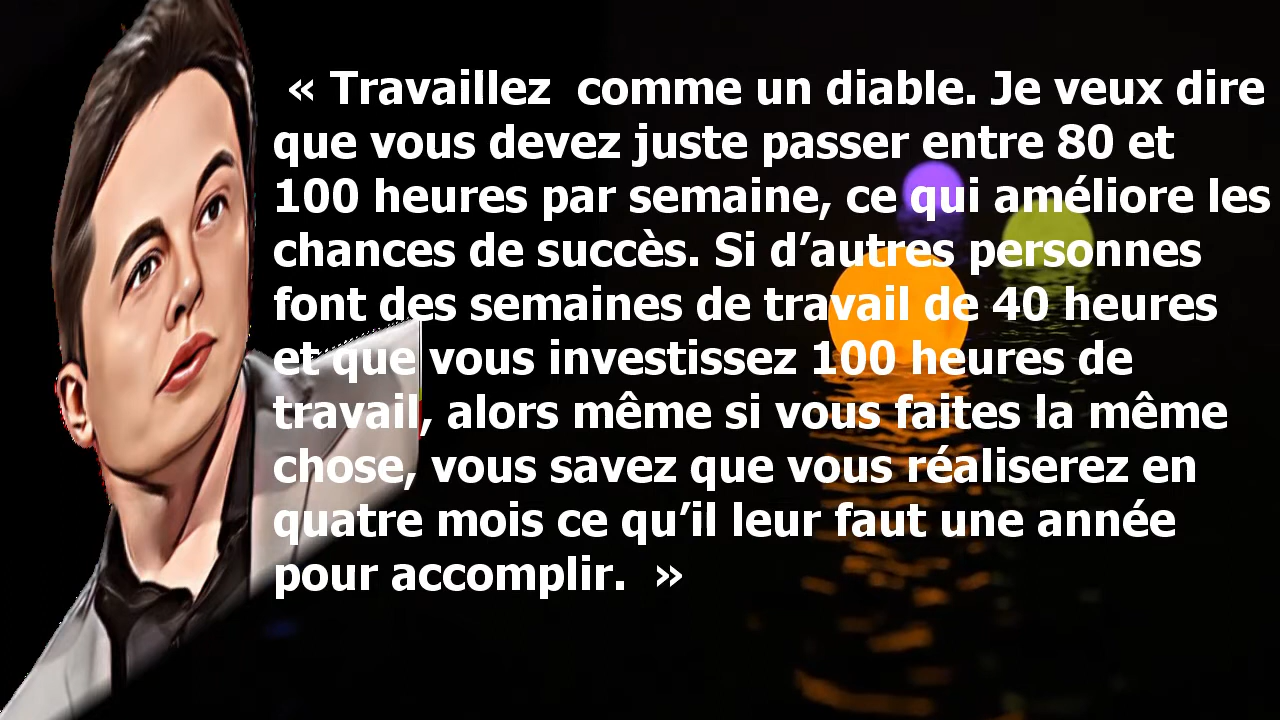 « Travaillez  comme un diable. Je veux dire
que vous devez juste passer entre 80 et
100 heures par semaine, ce qui améliore les
chances de succès. Si d’autres personnes
font des semaines de travail de 40 heures
et que vous investissez 100 heures de
travail, alors même si vous faites la même
chose, vous savez que vous réaliserez en
quatre mois ce qu’il leur faut une année
pour accomplir.  »